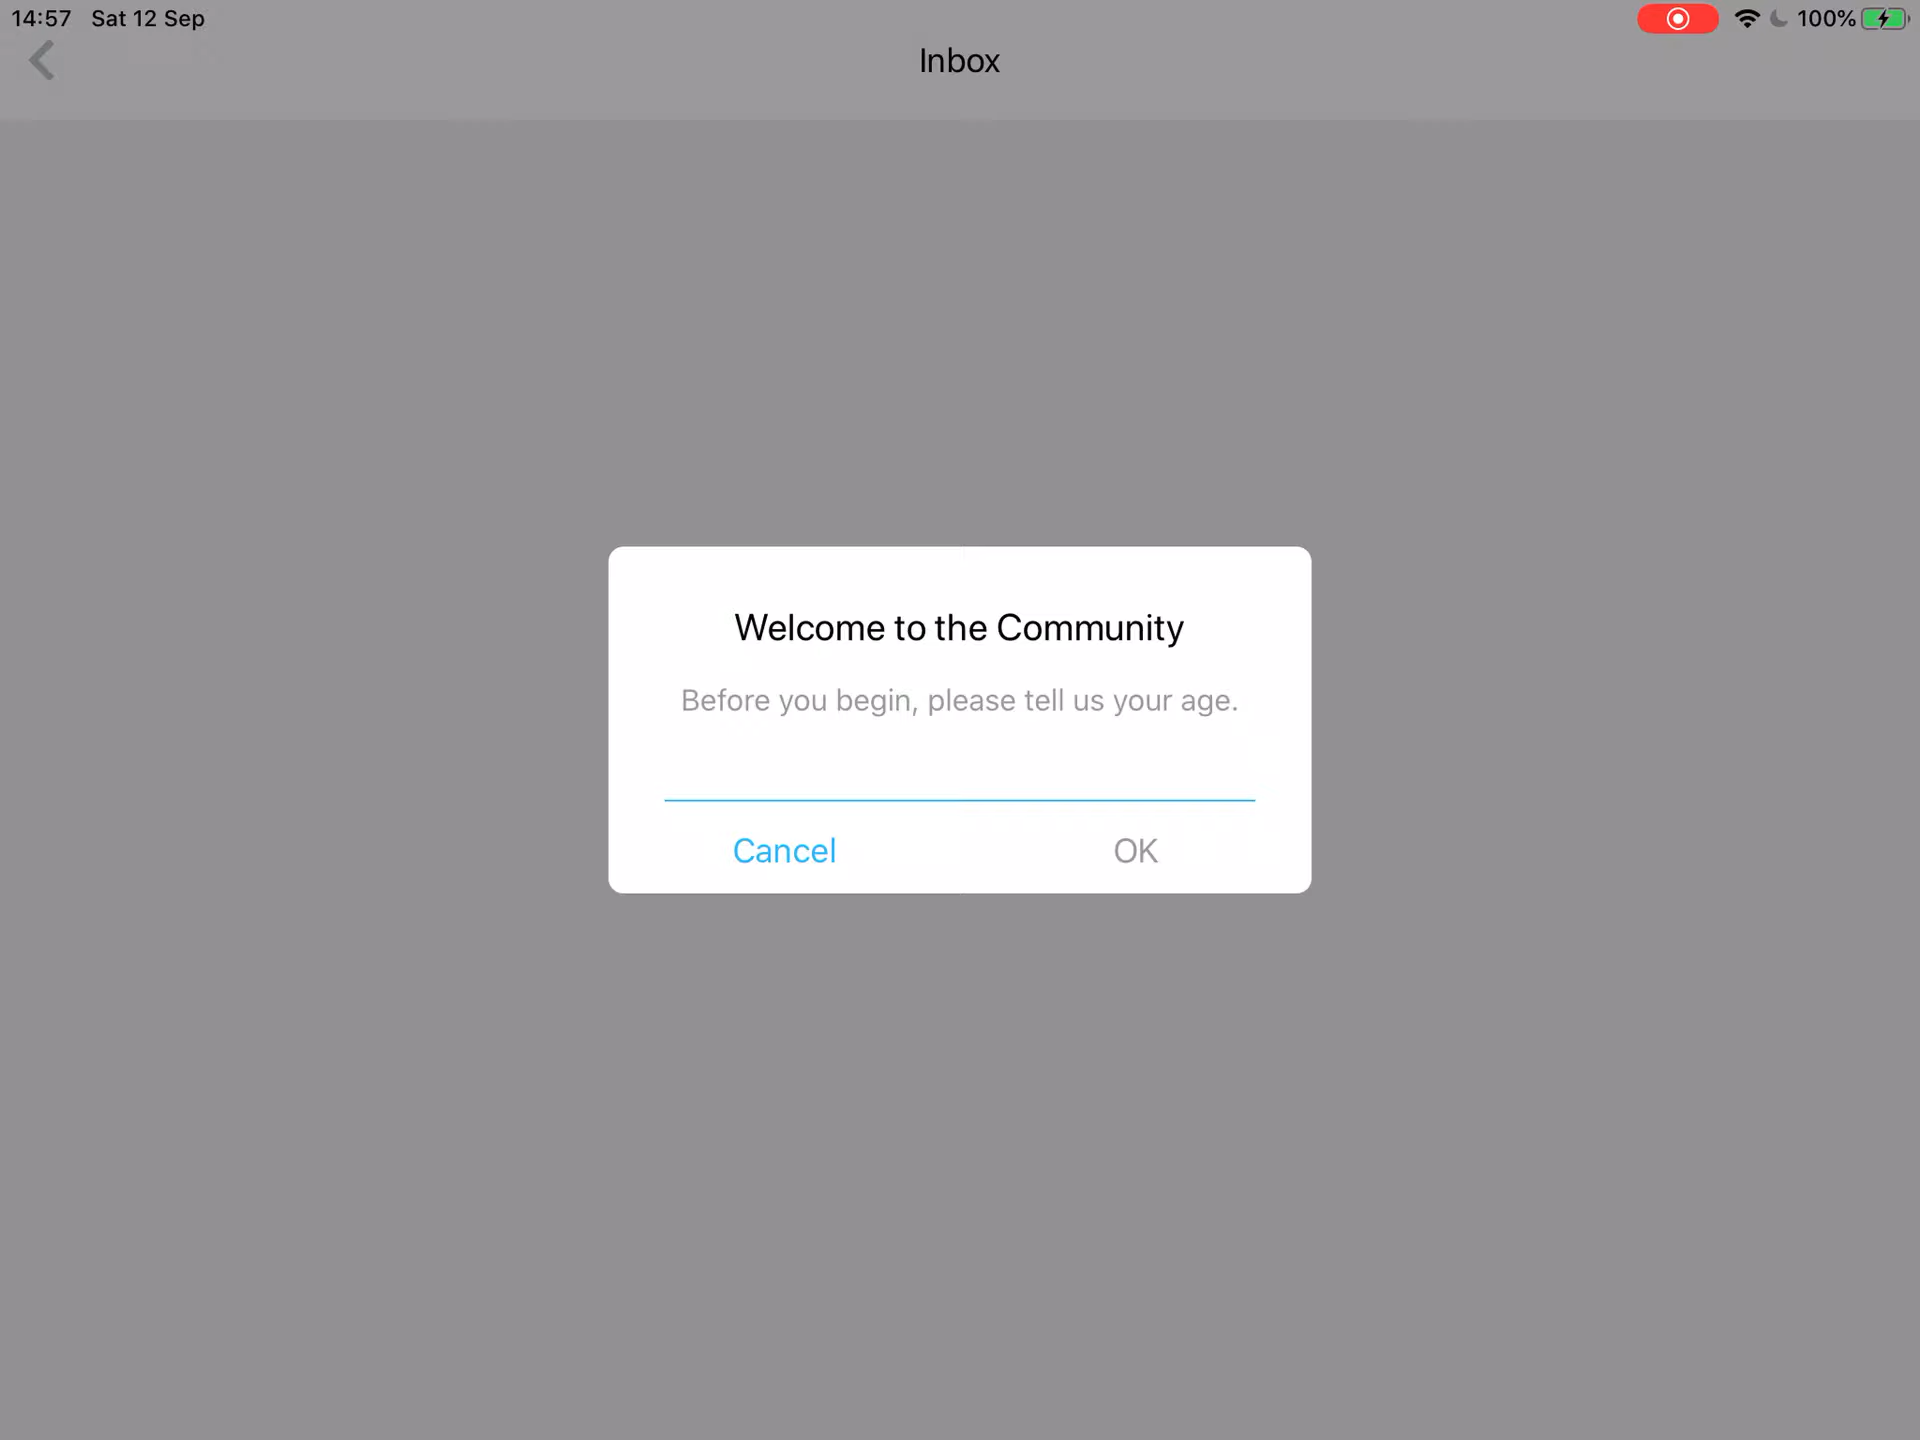 14:57 Sat 12 Sep
100%
Inbox
Welcome to the Community
Before you begin, please tell us your age.
Cancel
OK